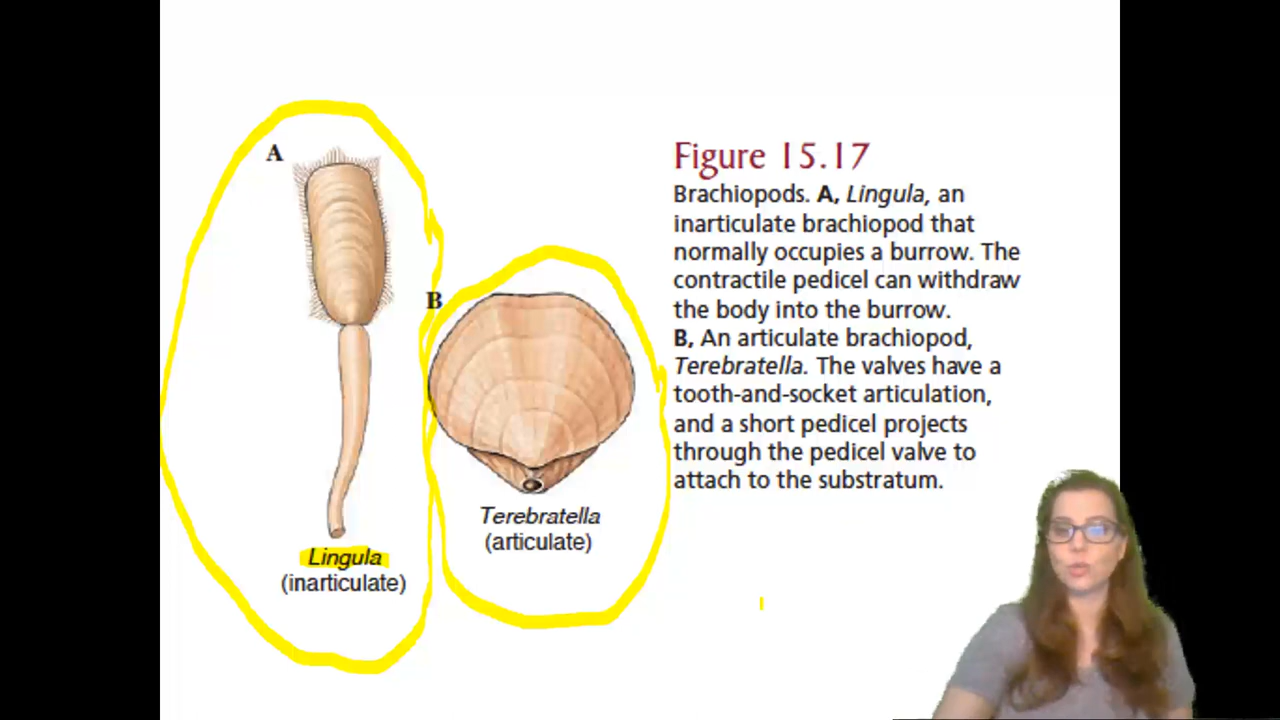 A
B
Lingula
(inarticulate)
Terebratella
(articulate)
Figure 15.17
Brachiopods. A, Lingula, an
inarticulate brachiopod that
normally occupies a burrow. The
contractile pedicel can withdraw
the body into the burrow.
B, An articulate brachiopod,
Terebratella. The valves have a
tooth-and-socket articulation,
and a short pedicel projects
through the pedicel valve to
attach to the substratum.